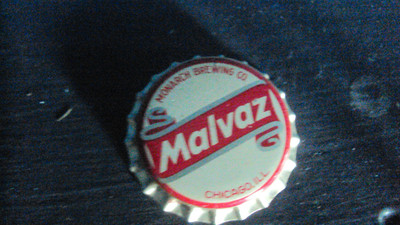 MONARCH BREWING CO.
Malvaz
CHICAGO, ILL.